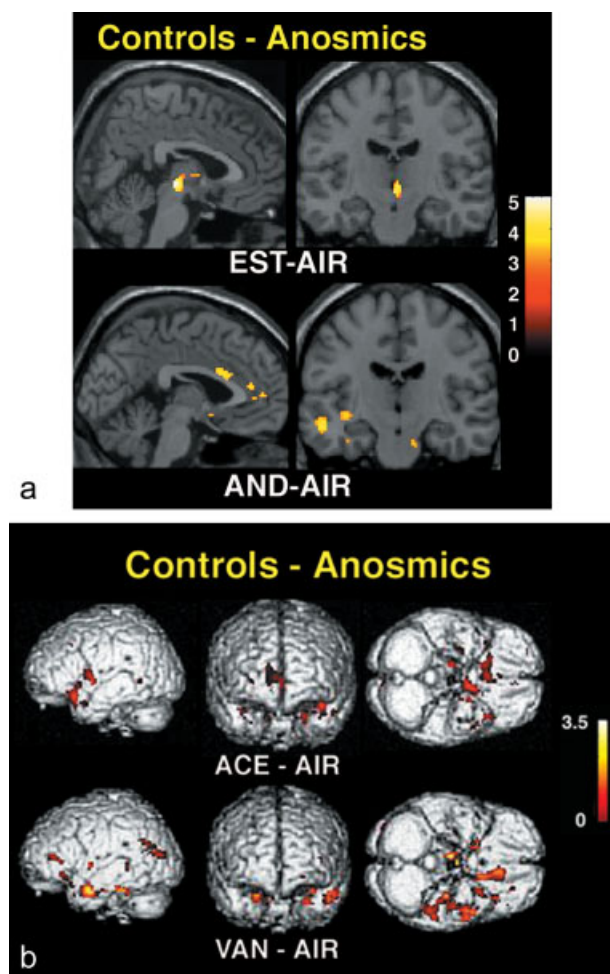 Controls - Anosmics
5
4
3
2
1
0
EST-AIR
AND-AIR
a
Controls - Anosmics
3.5
0
ACE - AIR
VAN - AIR
b